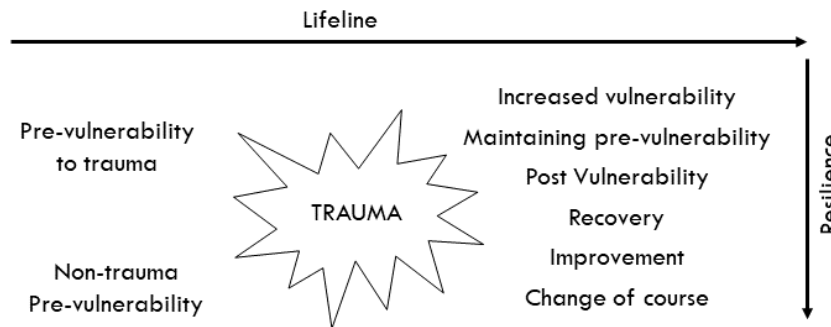 Lifeline
Pre-vulnerability
to trauma
Non-trauma
Pre-vulnerability
TRAUMA
Increased vulnerability
Maintaining pre-vulnerability
Post Vulnerability
Recovery
Improvement
Change of course
Resilience